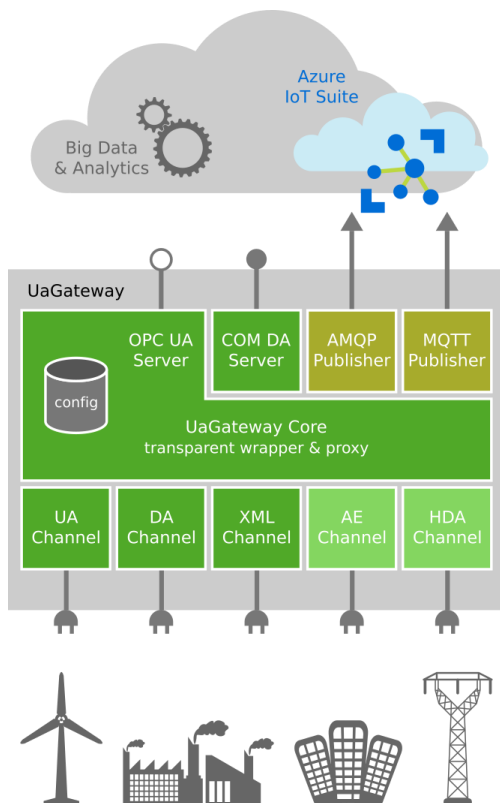 Azure
IoT Suite
Big Data
& Analytics
UaGateway
OPC UA
Server
COM DA
Server
AMQP
Publisher
MQTT
Publisher
config
UaGateway Core
transparent wrapper & proxy
UA
Channel
DA
Channel
XML
Channel
AE
Channel
HDA
Channel